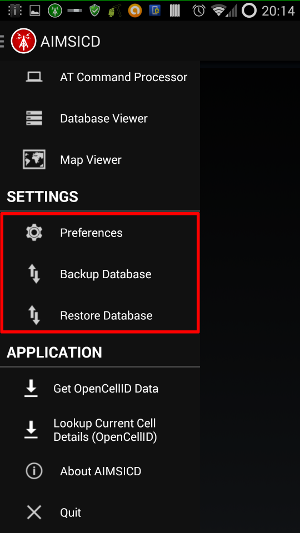 20:14
AIMSICD
AT Command Processor
Database Viewer
Map Viewer
SETTINGS
Preferences
Backup Database
Restore Database
APPLICATION
Get OpenCellID Data
Lookup Current Cell
Details (OpenCellID)
About AIMSICD
Quit